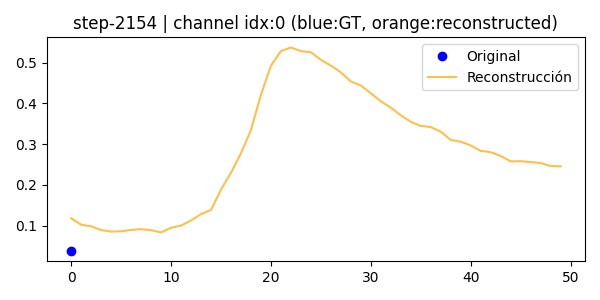 step-2154 | channel idx:0 (blue:GT, orange:reconstructed)
Original
Reconstrucción
0.5
0.4
0.3
0.2
0.1
0 10 20 30 40 50